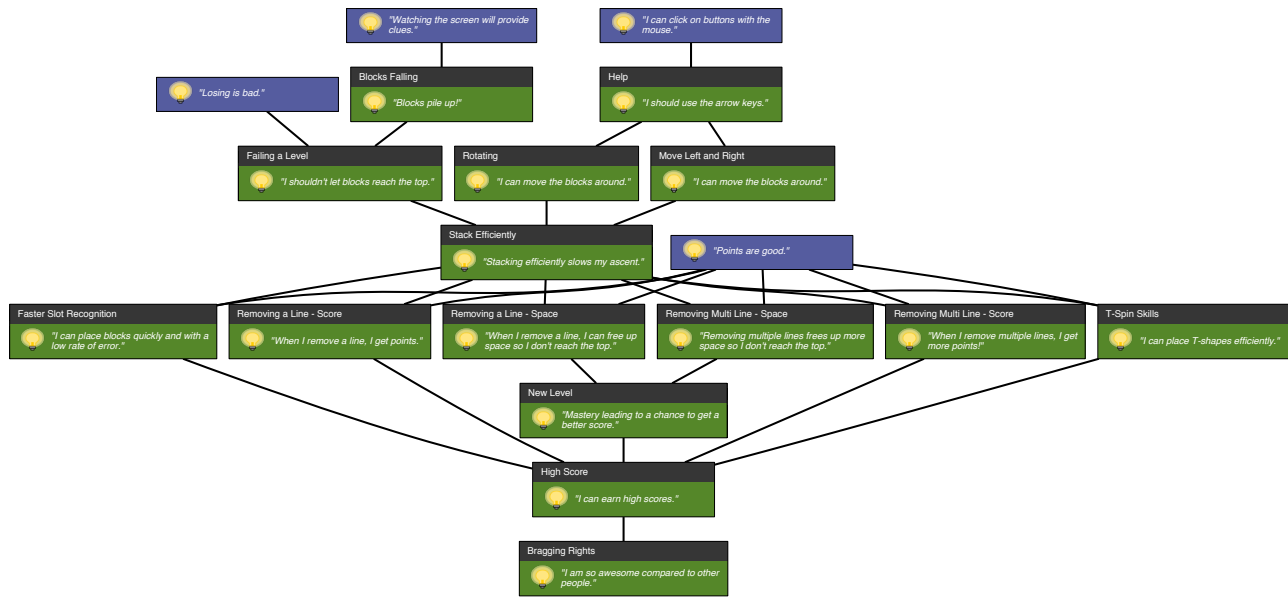 "Watching the screen will provide
clues."
"I can click on buttons with the
mouse."
"Losing is bad."
Blocks Falling
"Blocks pile up!"
Help
"I should use the arrow keys."
Failing a Level
"I shouldn't let blocks reach the top."
Rotating
"I can move the blocks around."
Move Left and Right
"I can move the blocks around."
Stack Efficiently
"Stacking efficiently slows my ascent."
"Points are good."
Faster Slot Recognition
"I can place blocks quickly and with a
low rate of error."
Removing a Line - Score
"When I remove a line, I get points."
Removing a Line - Space
"When I remove a line, I can free up
space so I don't reach the top."
Removing Multi Line - Space
"Removing multiple lines frees up more
space so I don't reach the top."
Removing Multi Line - Score
"When I remove multiple lines, I get
more points!"
T-Spin Skills
"I can place T-shapes efficiently."
New Level
"Mastery leading to a chance to get a
better score."
High Score
"I can earn high scores."
Bragging Rights
"I am so awesome compared to other
people."